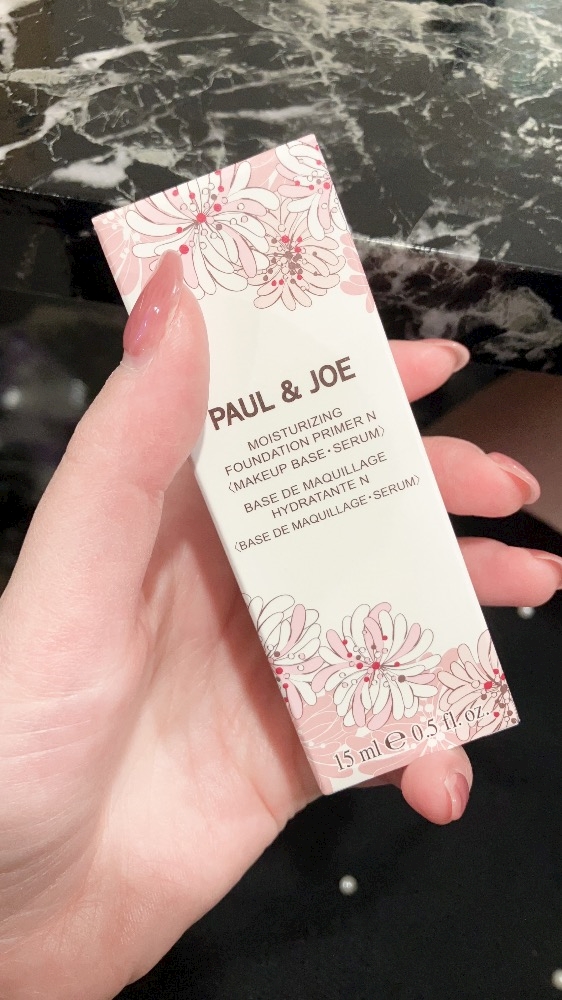 PAUL & JOE
MOISTURIZING
FOUNDATION PRIMER N
〈MAKEUP BASE・SERUM〉
BASE DE MAQUILLAGE
HYDRATANTE N
〈BASE DE MAQUILLAGE・SERUM〉
15 ml ℮ 0.5 fl. oz.